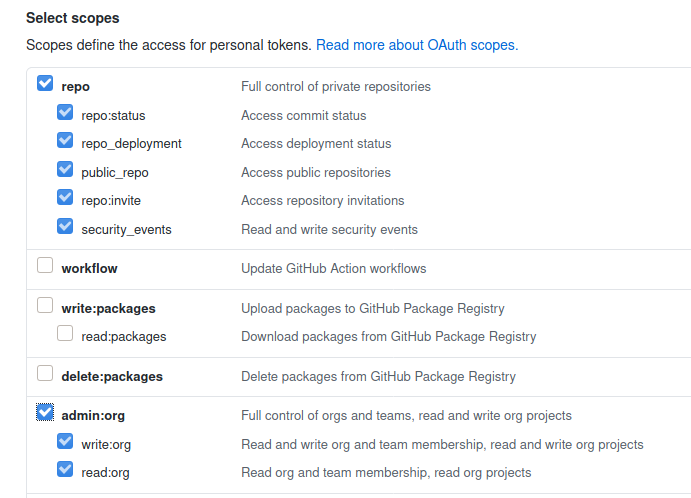 Select scopes
Scopes define the access for personal tokens. Read more about OAuth scopes.
repo Full control of private repositories
repo:status Access commit status
repo_deployment Access deployment status
public_repo Access public repositories
repo:invite Access repository invitations
security_events Read and write security events
workflow Update GitHub Action workflows
write:packages Upload packages to GitHub Package Registry
read:packages Download packages from GitHub Package Registry
delete:packages Delete packages from GitHub Package Registry
admin:org Full control of orgs and teams, read and write org projects
write:org Read and write org and team membership, read and write org projects
read:org Read org and team membership, read org projects